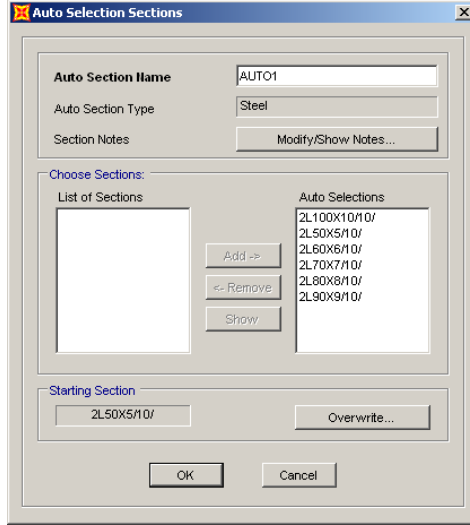 Auto Selection Sections
Auto Section Name
AUTO1
Auto Section Type
Steel
Section Notes
Modify/Show Notes...
Choose Sections:
List of Sections
Auto Selections
2L100X10/10/
2L50X5/10/
2L60X6/10/
2L70X7/10/
2L80X8/10/
2L90X9/10/
Add ->
<- Remove
Show
Starting Section
2L50X5/10/
Overwrite...
OK
Cancel